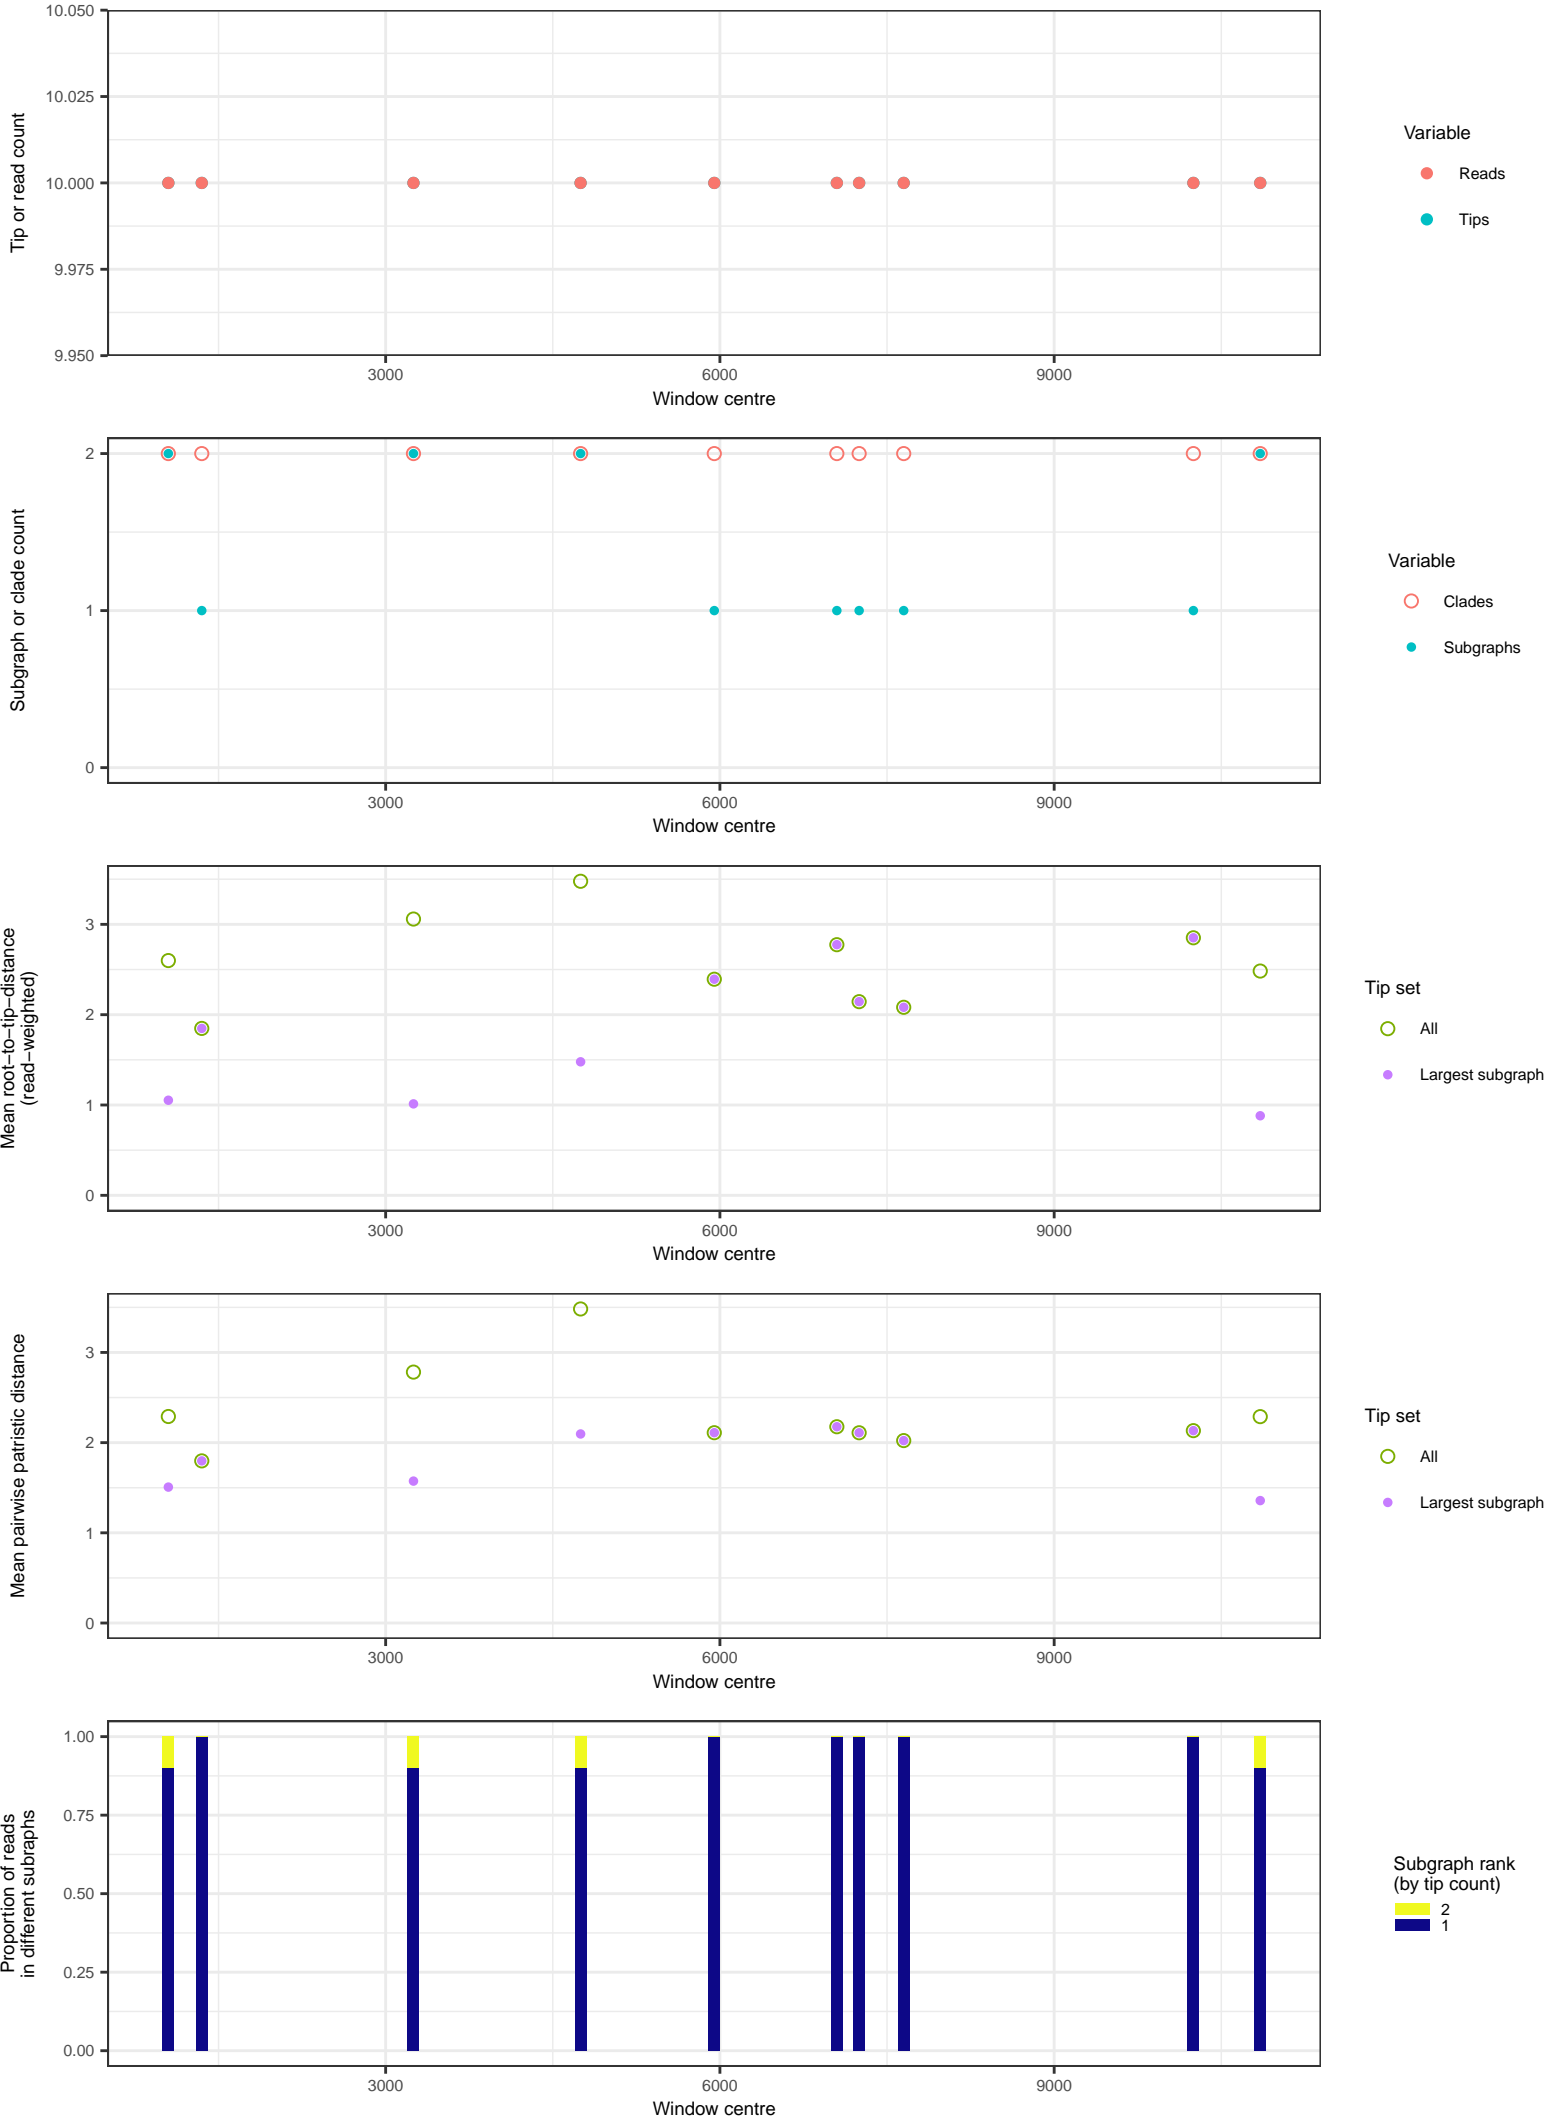 10.050
10.025
10.000
9.975
9.950
Tip or read count
3000 6000 9000
Window centre
Variable
Reads
Tips
2
1
0
Subgraph or clade count
3000 6000 9000
Window centre
Variable
Clades
Subgraphs
3
2
1
0
Mean root−to−tip−distance
(read−weighted)
3000 6000 9000
Window centre
Tip set
All
Largest subgraph
3
2
1
0
Mean pairwise patristic distance
3000 6000 9000
Window centre
Tip set
All
Largest subgraph
1.00
0.75
0.50
0.25
0.00
Proportion of reads
in different subraphs
3000 6000 9000
Window centre
Subgraph rank
(by tip count)
2
1